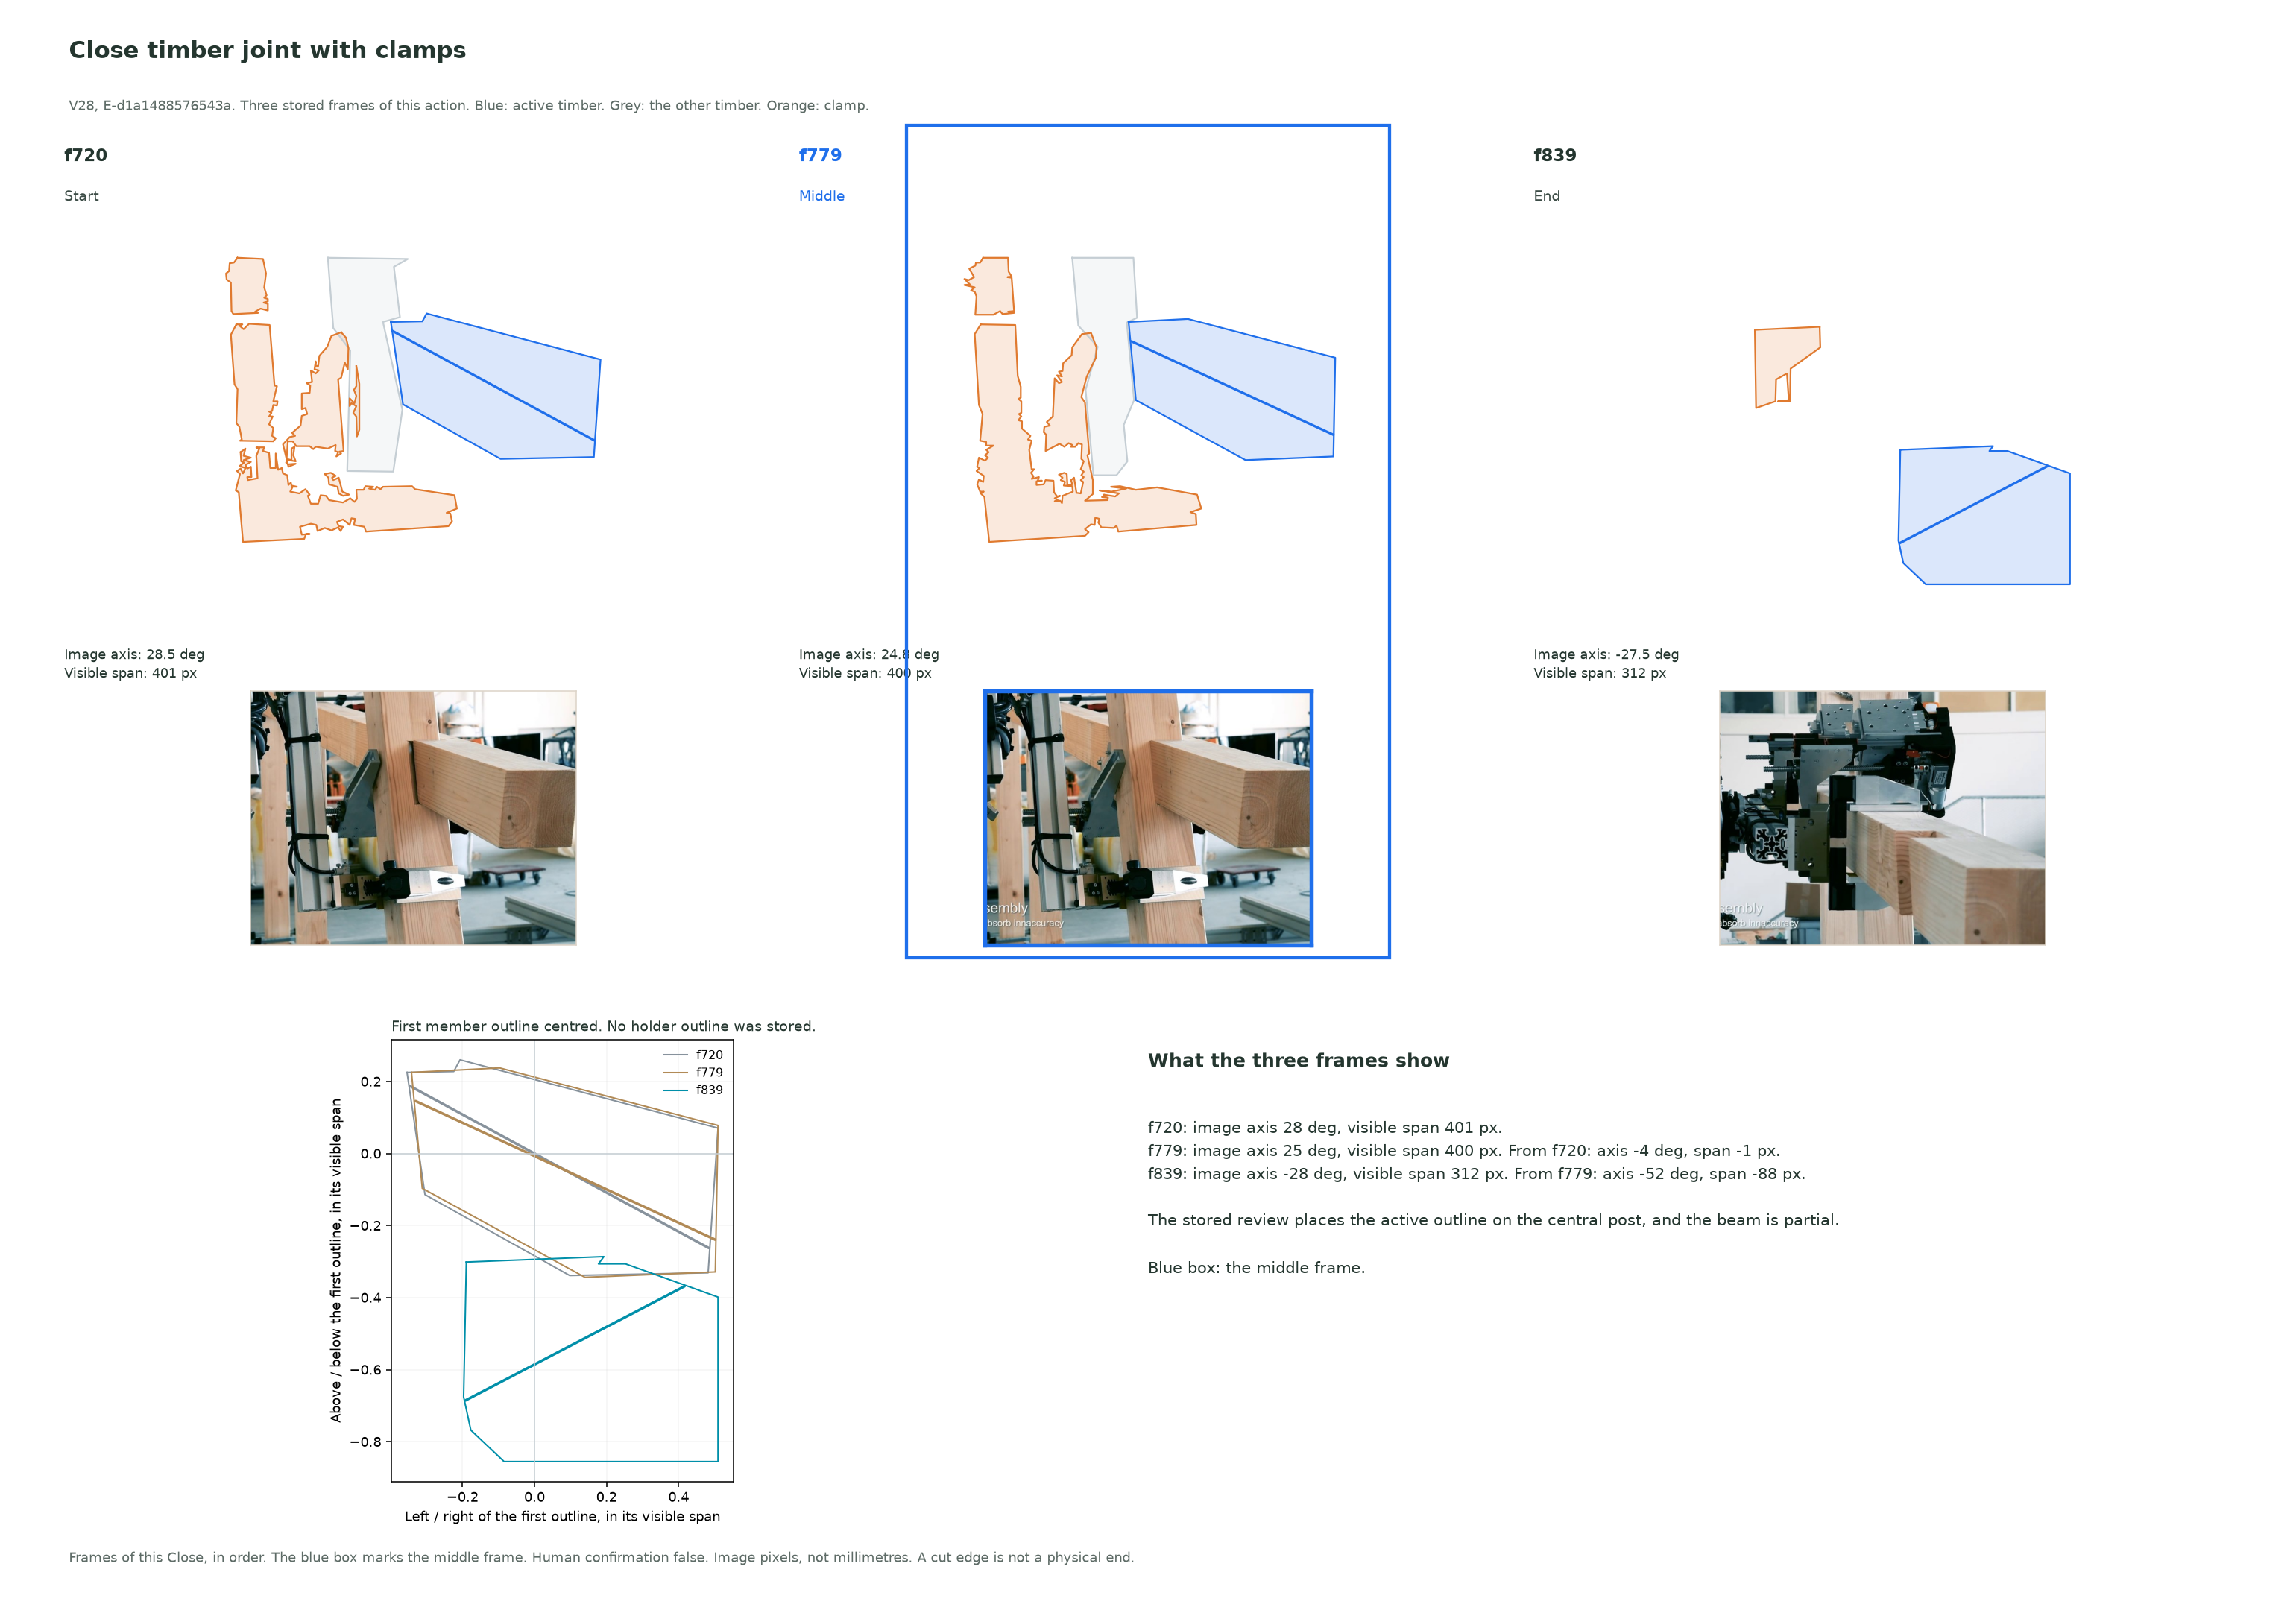 Close timber joint with clamps
V28, E-d1a1488576543a. Three stored frames of this action. Blue: active timber. Grey: the other timber. Orange: clamp.
f720
Start
f779
Middle
f839
End
Image axis: 28.5 deg
Visible span: 401 px
Image axis: 24.8 deg
Visible span: 400 px
Image axis: -27.5 deg
Visible span: 312 px
sembly
bsorb innaccuracy
sembly
absorb innaccuracy
First member outline centred. No holder outline was stored.
f720
f779
f839
0.2
0.0
−0.2
−0.4
−0.6
−0.8
−0.2
0.0
0.2
0.4
Above / below the first outline, in its visible span
Left / right of the first outline, in its visible span
What the three frames show
f720: image axis 28 deg, visible span 401 px.
f779: image axis 25 deg, visible span 400 px. From f720: axis -4 deg, span -1 px.
f839: image axis -28 deg, visible span 312 px. From f779: axis -52 deg, span -88 px.
The stored review places the active outline on the central post, and the beam is partial.
Blue box: the middle frame.
Frames of this Close, in order. The blue box marks the middle frame. Human confirmation false. Image pixels, not millimetres. A cut edge is not a physical end.